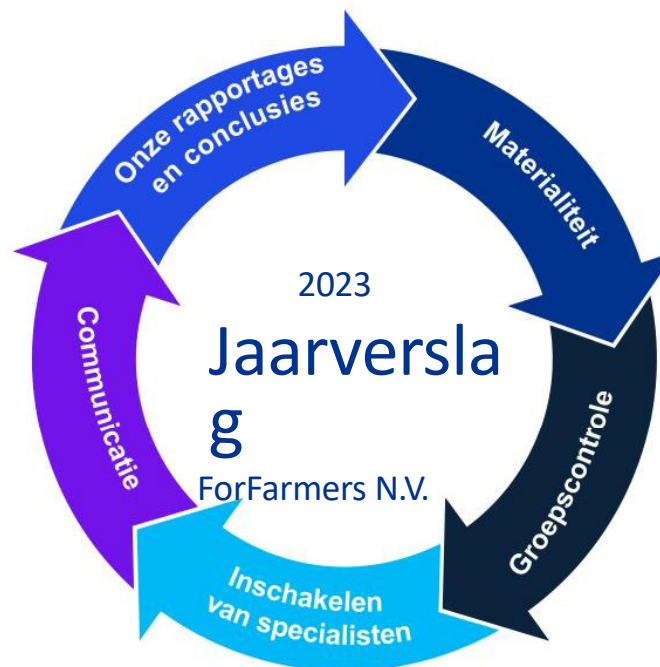 Onze rapportages
en conclusies
Materialiteit
Groepscontrole
Inschakelen
van specialisten
Communicatie
2023
Jaarversla
g
ForFarmers N.V.